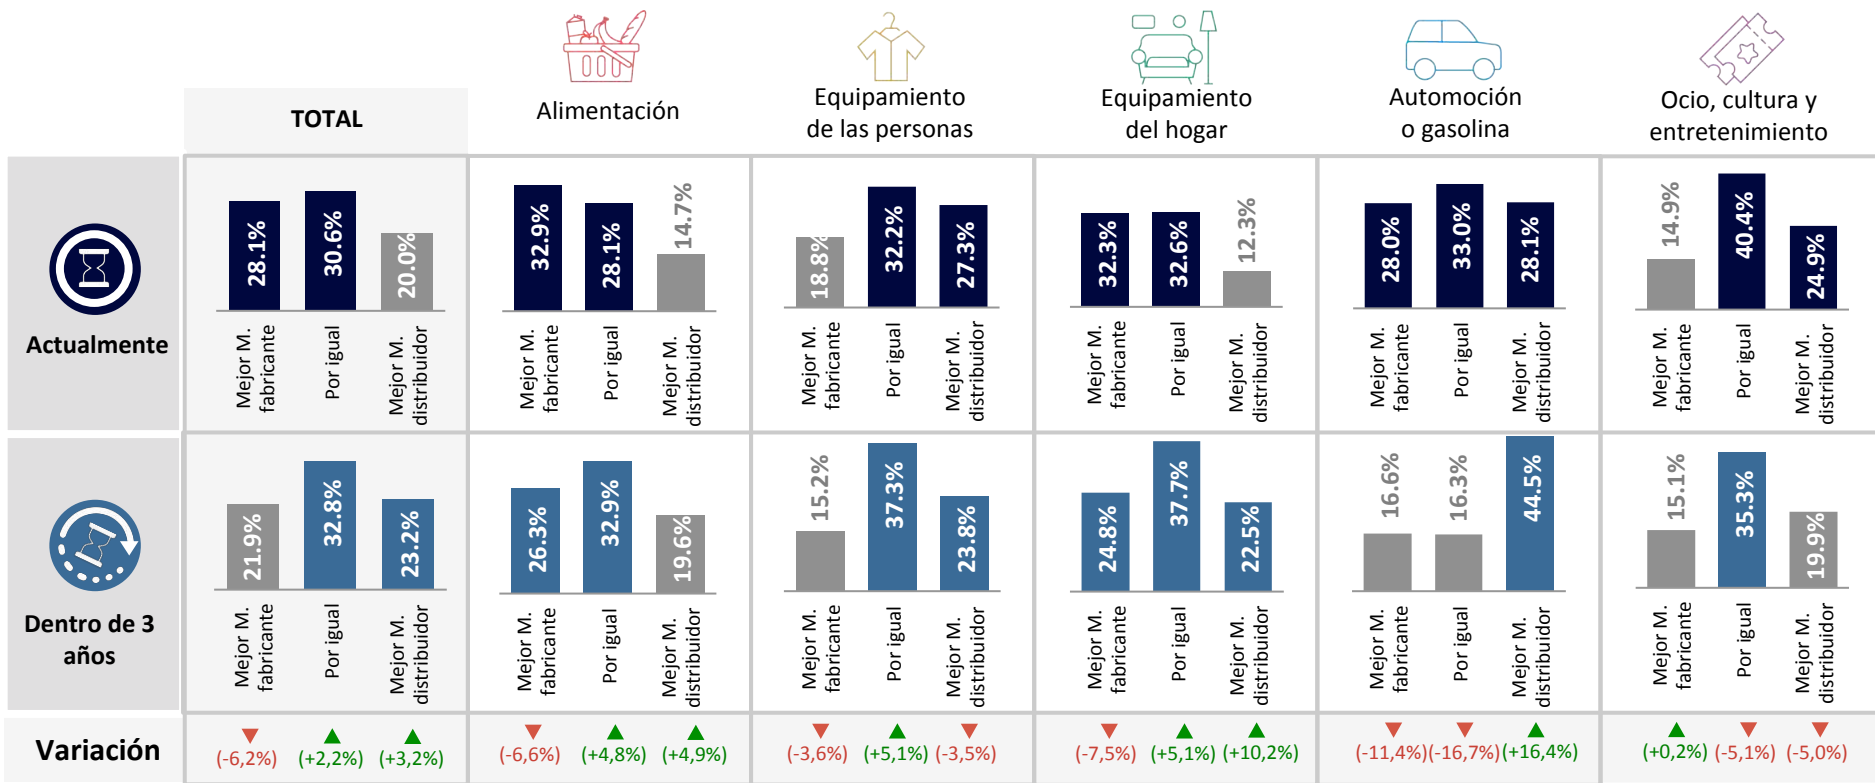 TOTAL
Alimentación
Equipamiento
de las personas
Equipamiento
del hogar
Automoción
o gasolina
Ocio, cultura y
entretenimiento
Actualmente
28.1%
30.6%
20.0%
Mejor M.
fabricante
Por igual
Mejor M.
distribuidor
32.9%
28.1%
14.7%
Mejor M.
fabricante
Por igual
Mejor M.
distribuidor
18.8%
32.2%
27.3%
Mejor M.
fabricante
Por igual
Mejor M.
distribuidor
32.3%
32.6%
12.3%
Mejor M.
fabricante
Por igual
Mejor M.
distribuidor
28.0%
33.0%
28.1%
Mejor M.
fabricante
Por igual
Mejor M.
distribuidor
14.9%
40.4%
24.9%
Mejor M.
fabricante
Por igual
Mejor M.
distribuidor
Dentro de 3
años
21.9%
32.8%
23.2%
Mejor M.
fabricante
Por igual
Mejor M.
distribuidor
26.3%
32.9%
19.6%
Mejor M.
fabricante
Por igual
Mejor M.
distribuidor
15.2%
37.3%
23.8%
Mejor M.
fabricante
Por igual
Mejor M.
distribuidor
24.8%
37.7%
22.5%
Mejor M.
fabricante
Por igual
Mejor M.
distribuidor
16.6%
16.3%
44.5%
Mejor M.
fabricante
Por igual
Mejor M.
distribuidor
15.1%
35.3%
19.9%
Mejor M.
fabricante
Por igual
Mejor M.
distribuidor
Variación
(-6,2%) (+2,2%) (+3,2%)
(-6,6%) (+4,8%) (+4,9%)
(-3,6%) (+5,1%) (-3,5%)
(-7,5%) (+5,1%) (+10,2%)
(-11,4%) (-16,7%) (+16,4%)
(+0,2%) (-5,1%) (-5,0%)